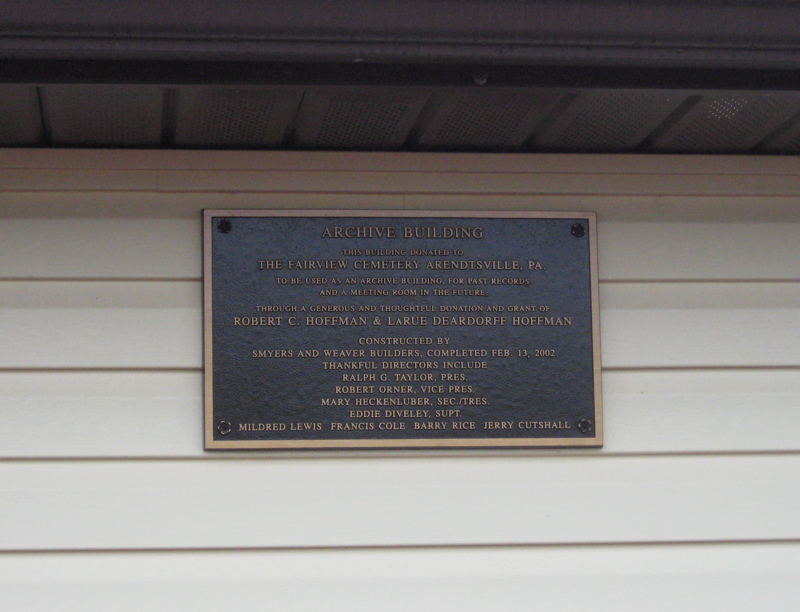 ARCHIVE BUILDING
THIS BUILDING DONATED TO
THE FAIRVIEW CEMETERY ARENDTSVILLE, PA.
TO BE USED AS AN ARCHIVE BUILDING, FOR PAST RECORDS
AND A MEETING ROOM IN THE FUTURE.
THROUGH A GENEROUS AND THOUGHTFUL DONATION AND GRANT OF
ROBERT C. HOFFMAN & LARUE DEARDORFF HOFFMAN
CONSTRUCTED BY
SMYERS AND WEAVER BUILDERS, COMPLETED FEB. 13, 2002
THANKFUL DIRECTORS INCLUDE
RALPH G. TAYLOR, PRES.
ROBERT ORNER, VICE PRES.
MARY HECKENLUBER, SEC./TRES.
EDDIE DIVELEY, SUPT.
MILDRED LEWIS FRANCIS COLE BARRY RICE JERRY CUTSHALL